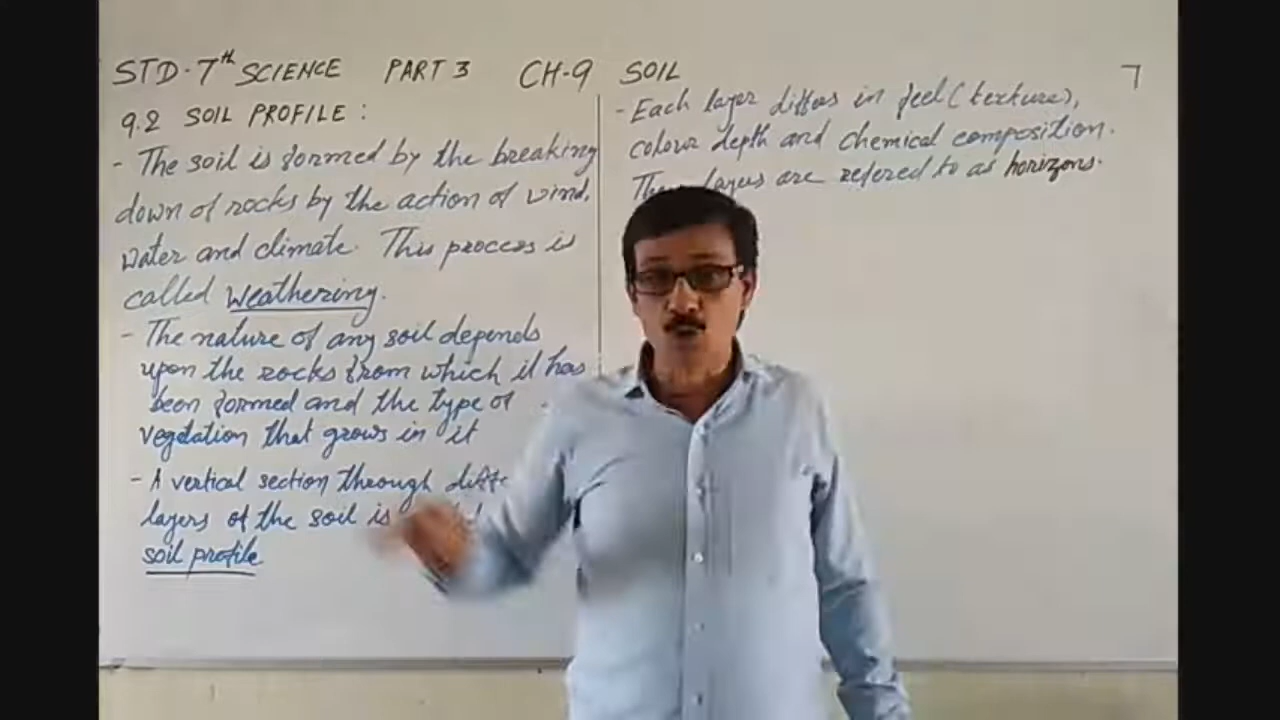 STD-7th SCIENCE PART 3 CH-9 SOIL 7
9.2 SOIL PROFILE :
- The soil is formed by the breaking
down of rocks by the action of wind,
water and climate. This process is
called Weathering.
- The nature of any soil depends
upon the rocks from which it has
been formed and the type of
vegetation that grows in it
- A vertical section through
layers of the soil is
soil profile
- Each layer differs in feel (texture),
colour depth and chemical composition.
layers are refered to as horizons.